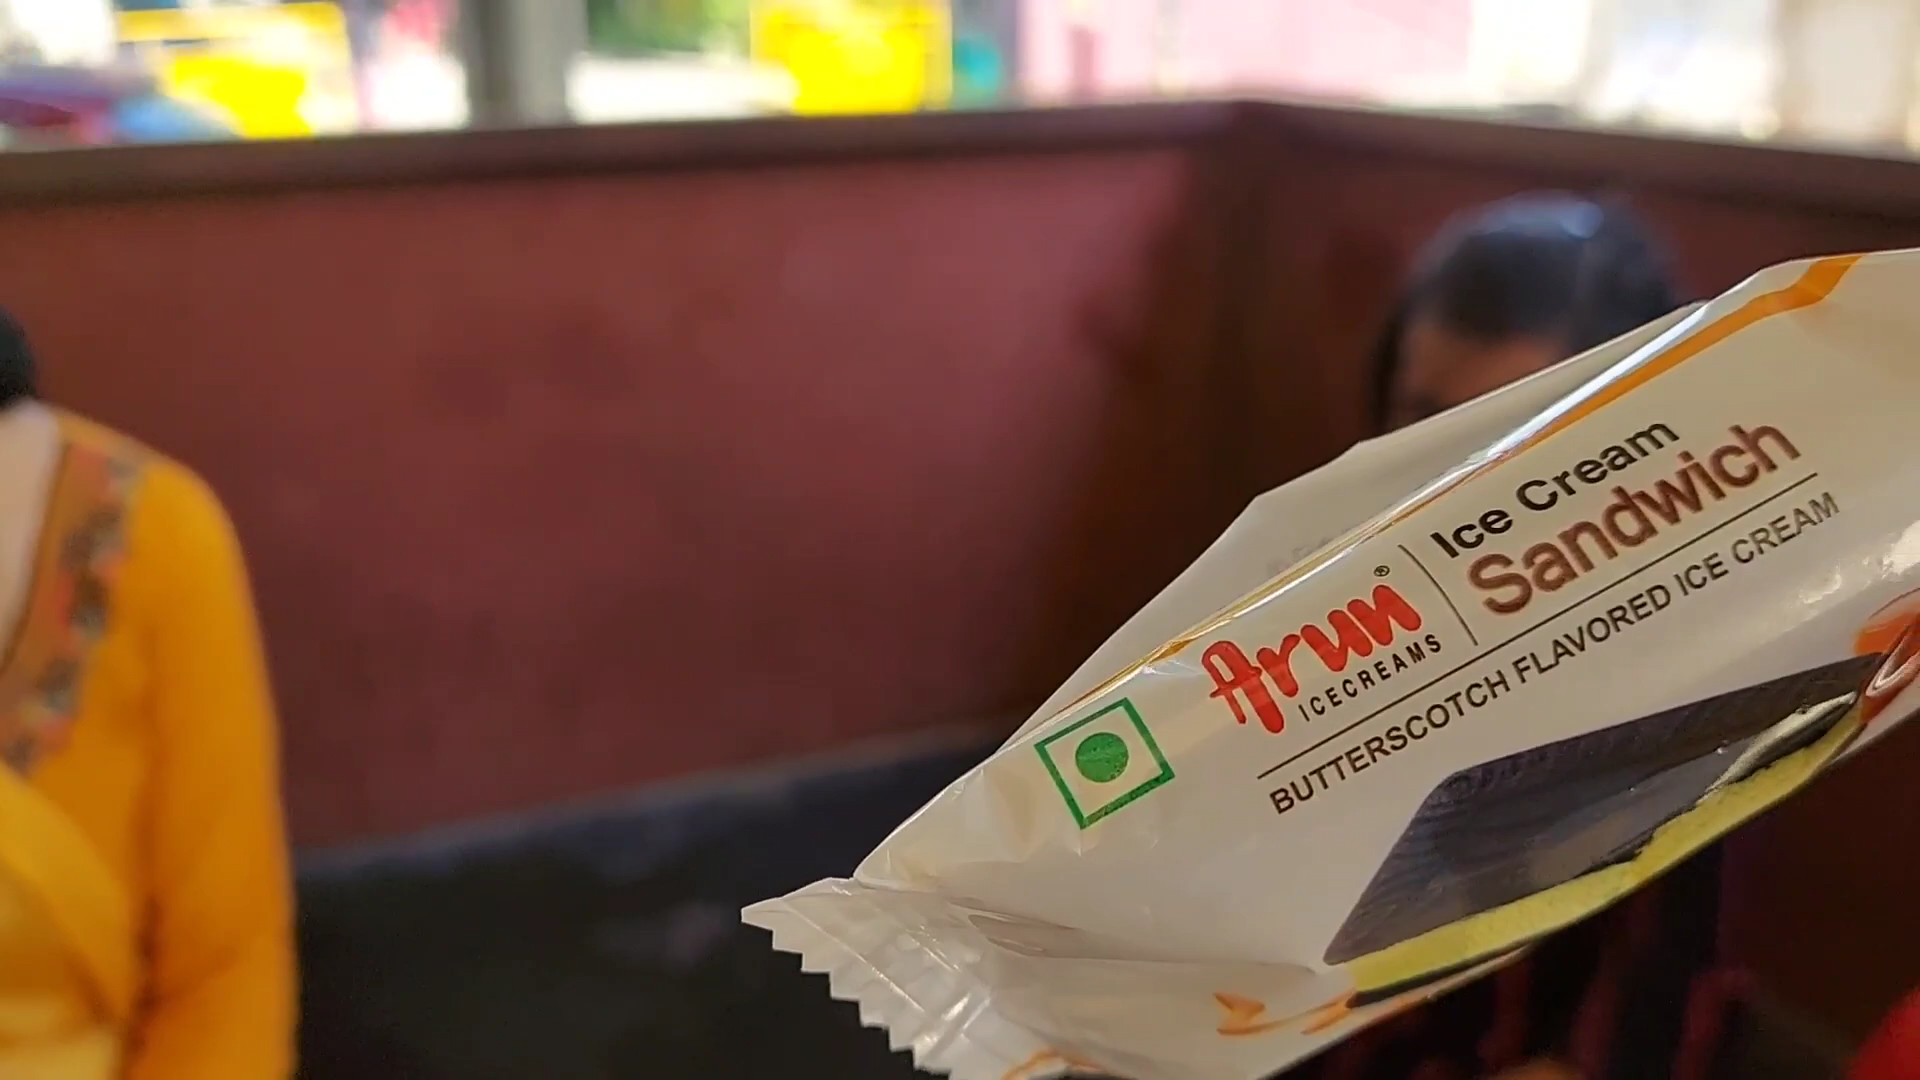 Arun®
ICECREAMS
Ice Cream
Sandwich
BUTTERSCOTCH FLAVORED ICE CREAM